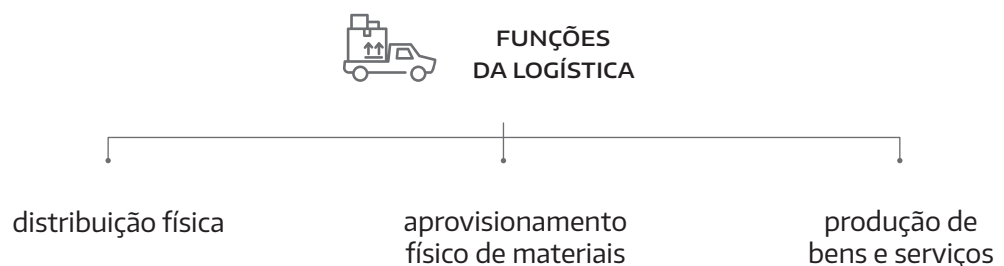 FUNÇÕES
DA LOGÍSTICA
distribuição física
aprovisionamento
físico de materiais
produção de
bens e serviços